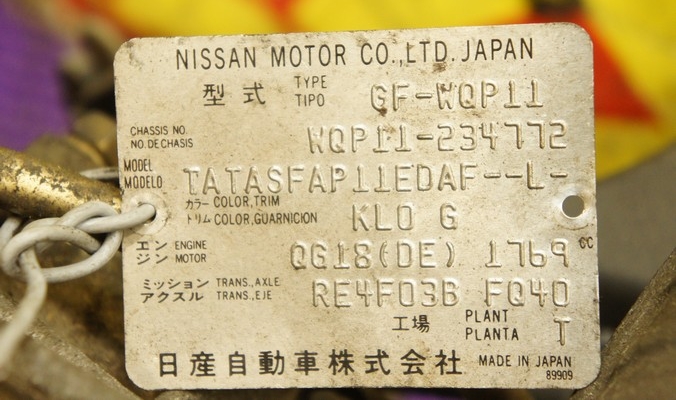 NISSAN MOTOR CO.,LTD.JAPAN
型式 TYPE TIPO GF-WQP11
CHASSIS NO. NO.DE CHASIS WQP11-234772
MODEL MODELO TATASFAP11EDAF--L-
カラー COLOR,TRIM
トリム COLOR,GUARNICION KL0 G
エンジン ENGINE MOTOR QG18(DE) 1769 CC
ミッション TRANS.,AXLE
アクスル TRANS.,EJE RE4F03B FQ40
工場 PLANT PLANTA T
日産自動車株式会社 MADE IN JAPAN
89909